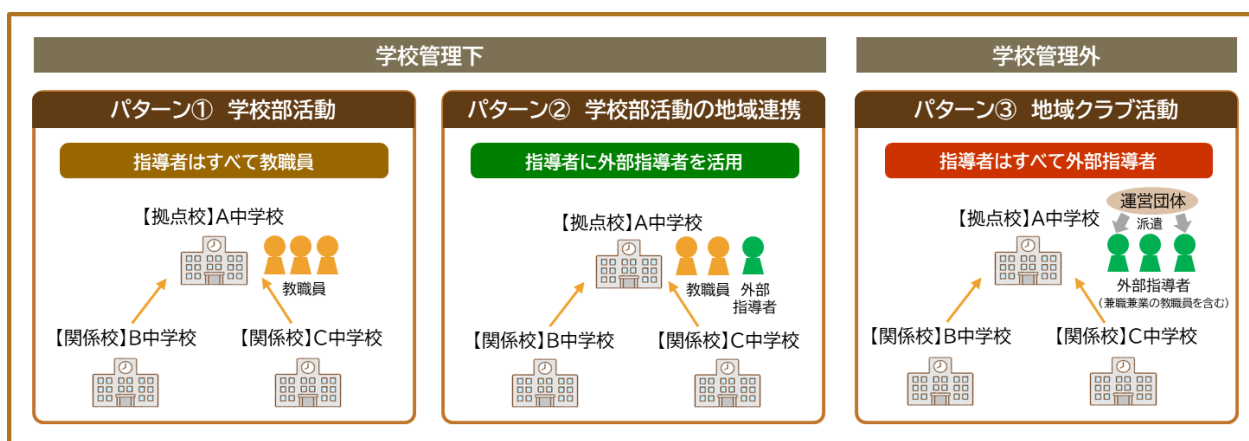 学校管理下
パターン① 学校部活動
指導者はすべて教職員
【拠点校】A中学校
教職員
【関係校】B中学校
【関係校】C中学校
パターン② 学校部活動の地域連携
指導者に外部指導者を活用
【拠点校】A中学校
教職員
外部
指導者
【関係校】B中学校
【関係校】C中学校
学校管理外
パターン③ 地域クラブ活動
指導者はすべて外部指導者
運営団体
派遣
【拠点校】A中学校
外部指導者
（兼職兼業の教職員を含む）
【関係校】B中学校
【関係校】C中学校